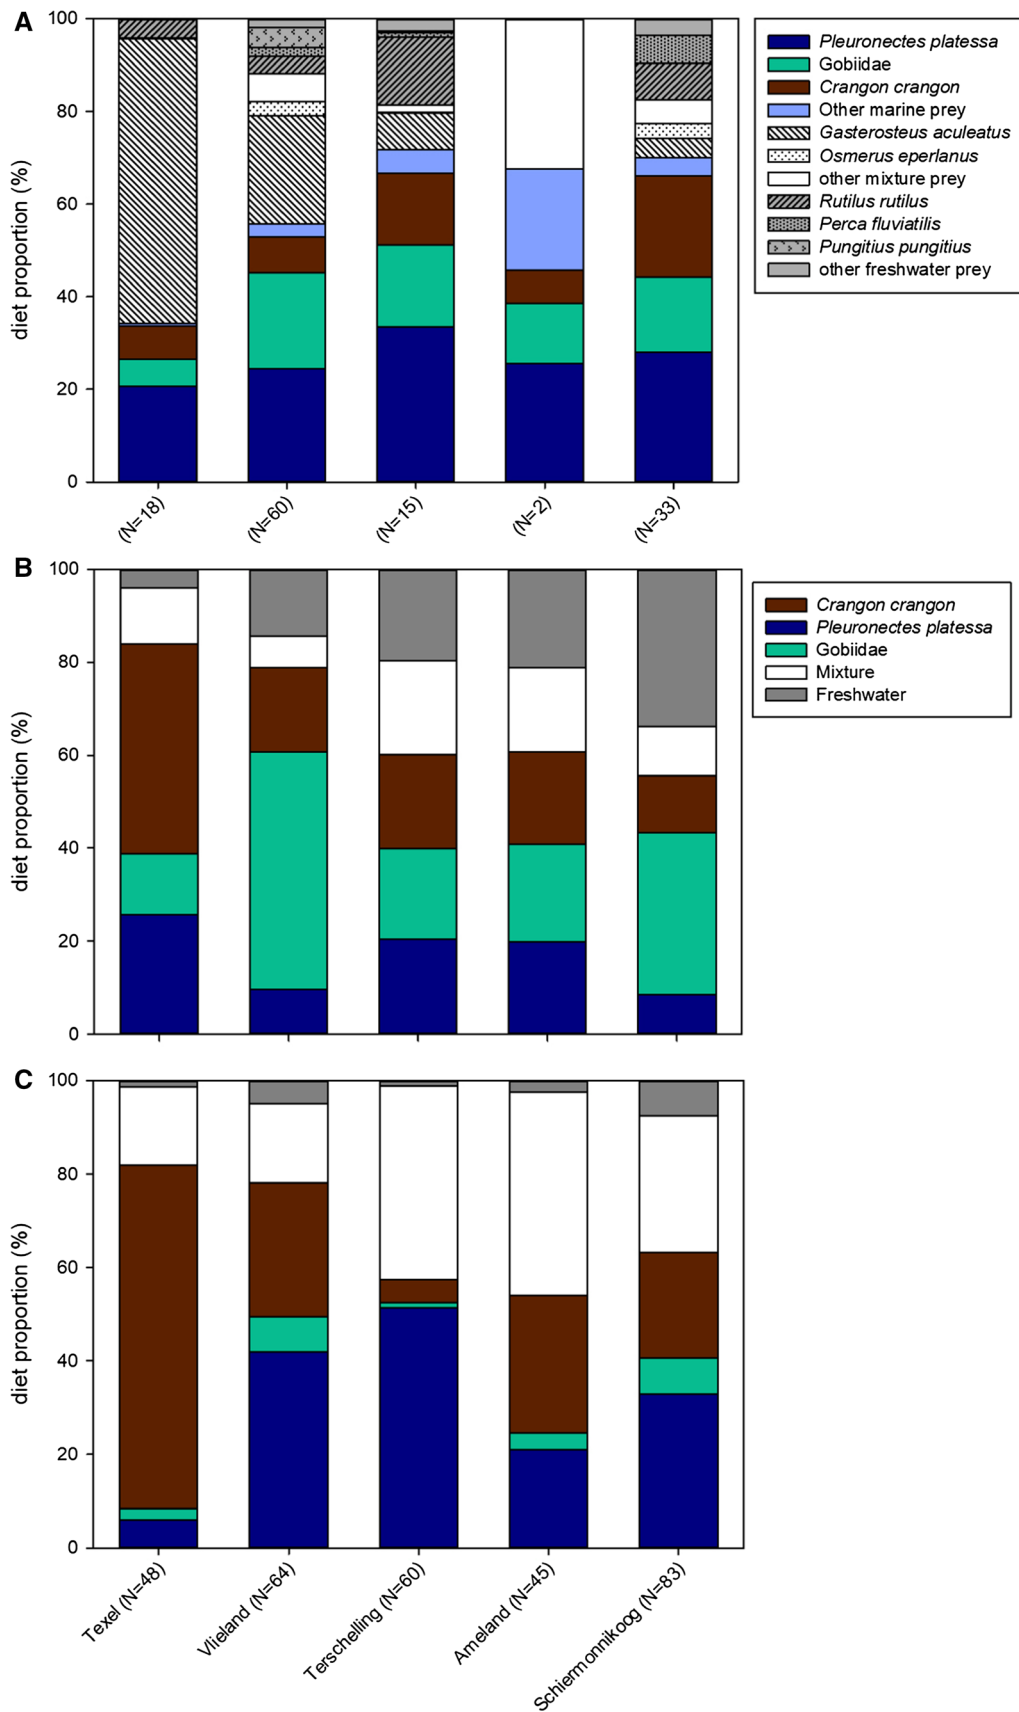 A
100
80
60
40
20
0
diet proportion (%)
(N=18)
(N=60)
(N=15)
(N=2)
(N=33)
Pleuronectes platessa
Gobiidae
Crangon crangon
Other marine prey
Gasterosteus aculeatus
Osmerus eperlanus
other mixture prey
Rutilus rutilus
Perca fluviatilis
Pungitius pungitius
other freshwater prey
B
100
80
60
40
20
0
diet proportion (%)
Crangon crangon
Pleuronectes platessa
Gobiidae
Mixture
Freshwater
C
100
80
60
40
20
0
diet proportion (%)
Texel (N=48)
Vlieland (N=64)
Terschelling (N=60)
Ameland (N=45)
Schiermonnikoog (N=83)